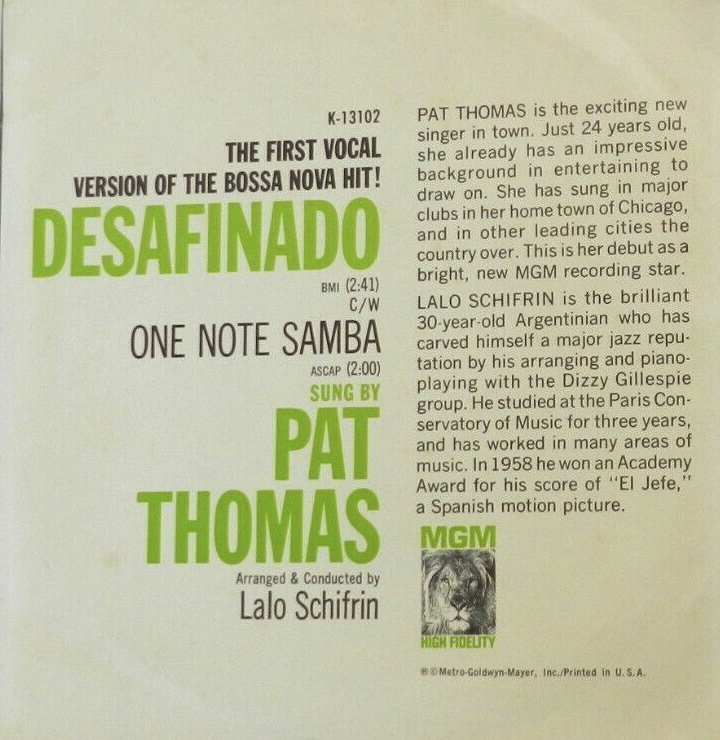 K-13102
THE FIRST VOCAL
VERSION OF THE BOSSA NOVA HIT!
DESAFINADO
BMI (2:41)
C/W
ONE NOTE SAMBA
ASCAP (2:00)
SUNG BY
PAT
THOMAS
Arranged & Conducted by
Lalo Schifrin
PAT THOMAS is the exciting new
singer in town. Just 24 years old,
she already has an impressive
background in entertaining to
draw on. She has sung in major
clubs in her home town of Chicago,
and in other leading cities the
country over. This is her debut as a
bright, new MGM recording star.
LALO SCHIFRIN is the brilliant
30-year-old Argentinian who has
carved himself a major jazz repu-
tation by his arranging and piano-
playing with the Dizzy Gillespie
group. He studied at the Paris Con-
servatory of Music for three years,
and has worked in many areas of
music. In 1958 he won an Academy
Award for his score of "El Jefe,"
a Spanish motion picture.
MGM
HIGH FIDELITY
℗©Metro-Goldwyn-Mayer, Inc./Printed in U.S.A.